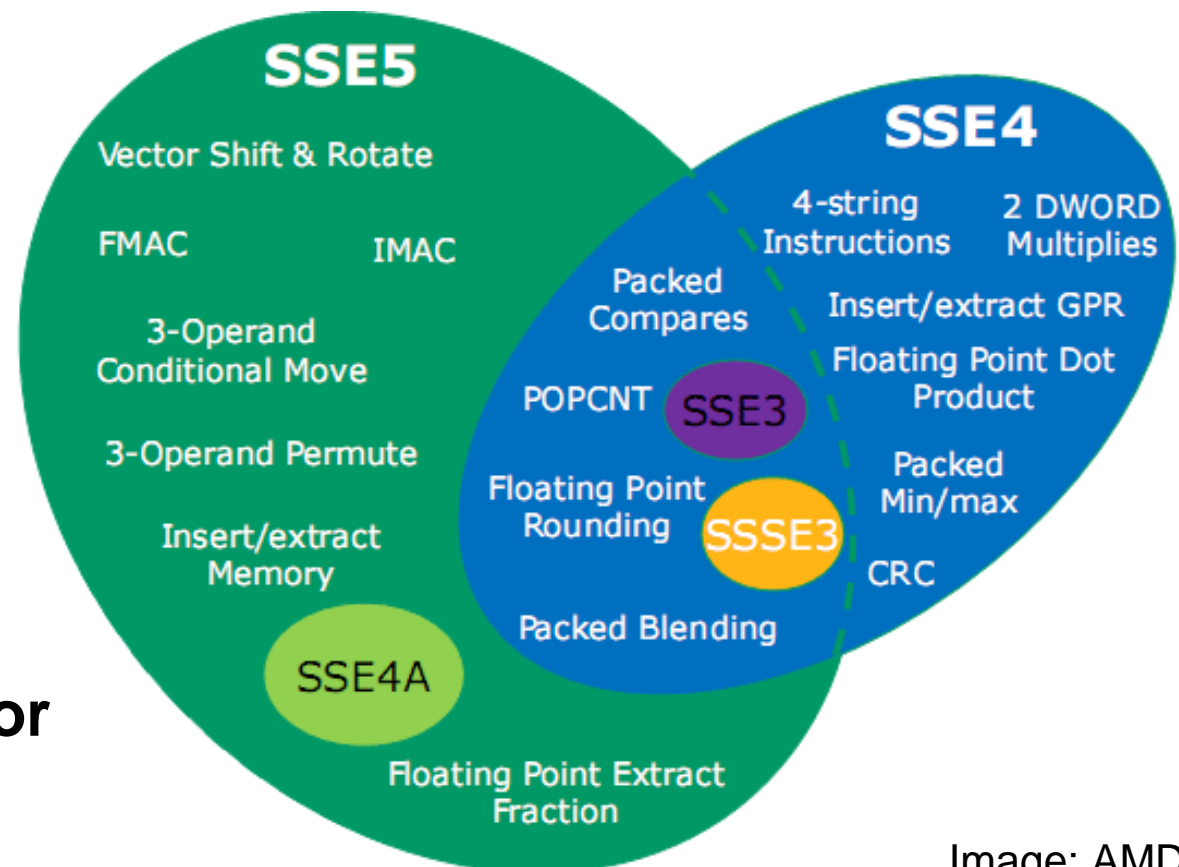 SSE5
Vector Shift & Rotate
FMAC
IMAC
3-Operand
Conditional Move
3-Operand Permute
Insert/extract
Memory
SSE4A
Floating Point Extract
Fraction
Packed
Compares
POPCNT
SSE3
Floating Point
Rounding
SSSE3
Packed Blending
SSE4
4-string
Instructions
2 DWORD
Multiplies
Insert/extract GPR
Floating Point Dot
Product
Packed
Min/max
CRC
or
Image: AMD